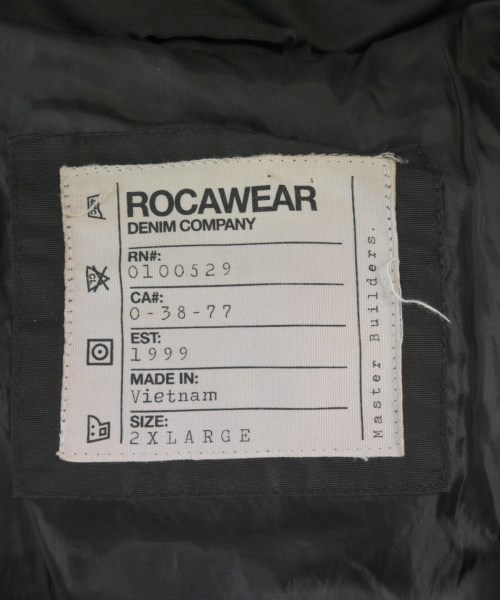 ROCAWEAR
DENIM COMPANY
RN#:
0100529
CA#:
0-38-77
EST:
1999
MADE IN:
Vietnam
SIZE:
2XLARGE
Master Builders.